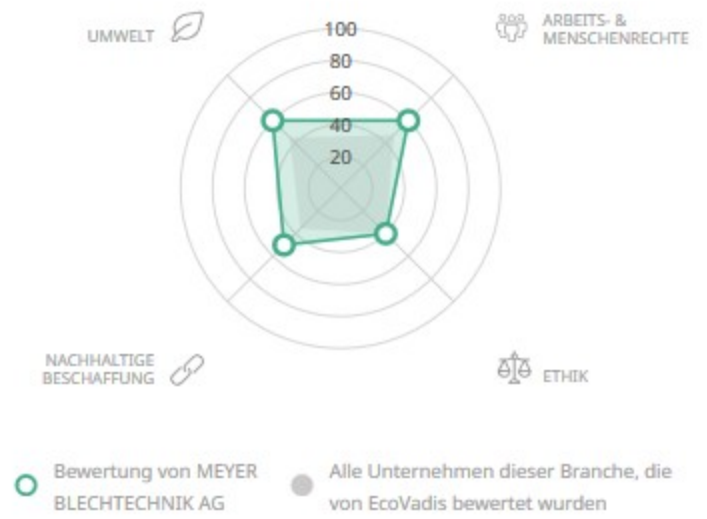 UMWELT
ARBEITS- &
MENSCHENRECHTE
100
80
60
40
20
NACHHALTIGE
BESCHAFFUNG
ETHIK
Bewertung von MEYER
BLECHTECHNIK AG
Alle Unternehmen dieser Branche, die
von EcoVadis bewertet wurden